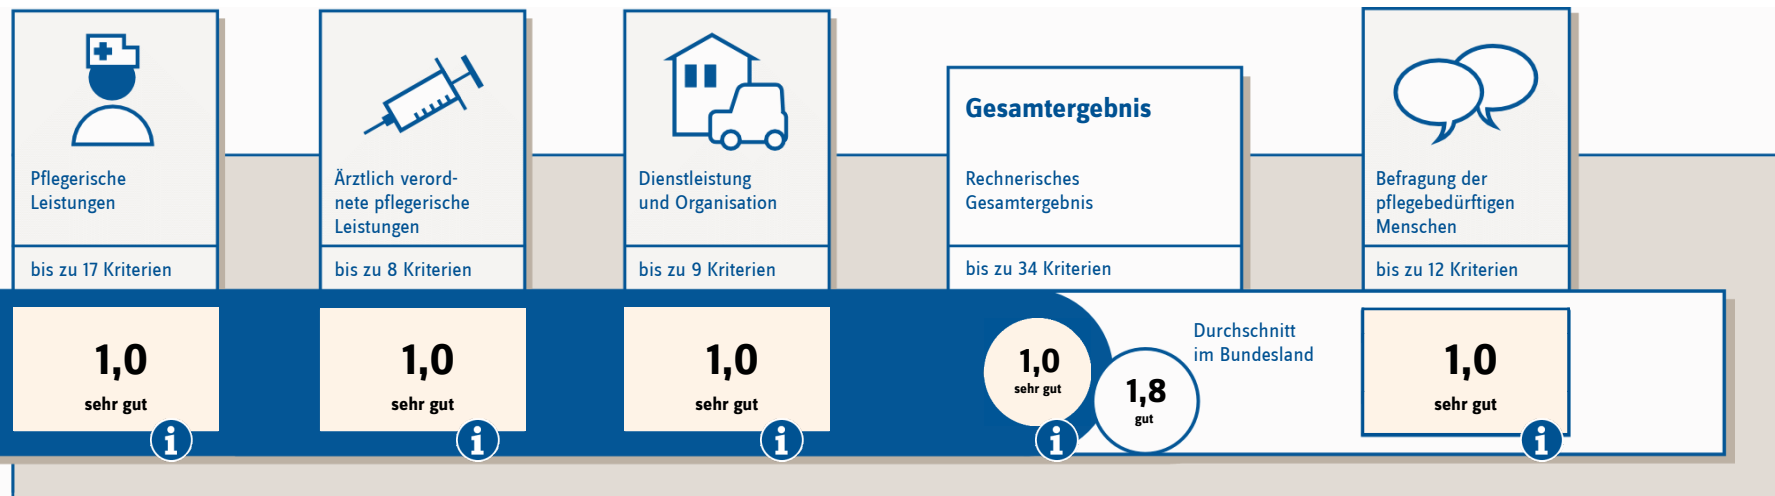 Pflegerische
Leistungen
bis zu 17 Kriterien
1,0
sehr gut
i
Ärztlich verord-
nete pflegerische
Leistungen
bis zu 8 Kriterien
1,0
sehr gut
i
Dienstleistung
und Organisation
bis zu 9 Kriterien
1,0
sehr gut
i
Gesamtergebnis
Rechnerisches
Gesamtergebnis
bis zu 34 Kriterien
1,0
sehr gut
i
1,8
gut
Durchschnitt
im Bundesland
Befragung der
pflegebedürftigen
Menschen
bis zu 12 Kriterien
1,0
sehr gut
i